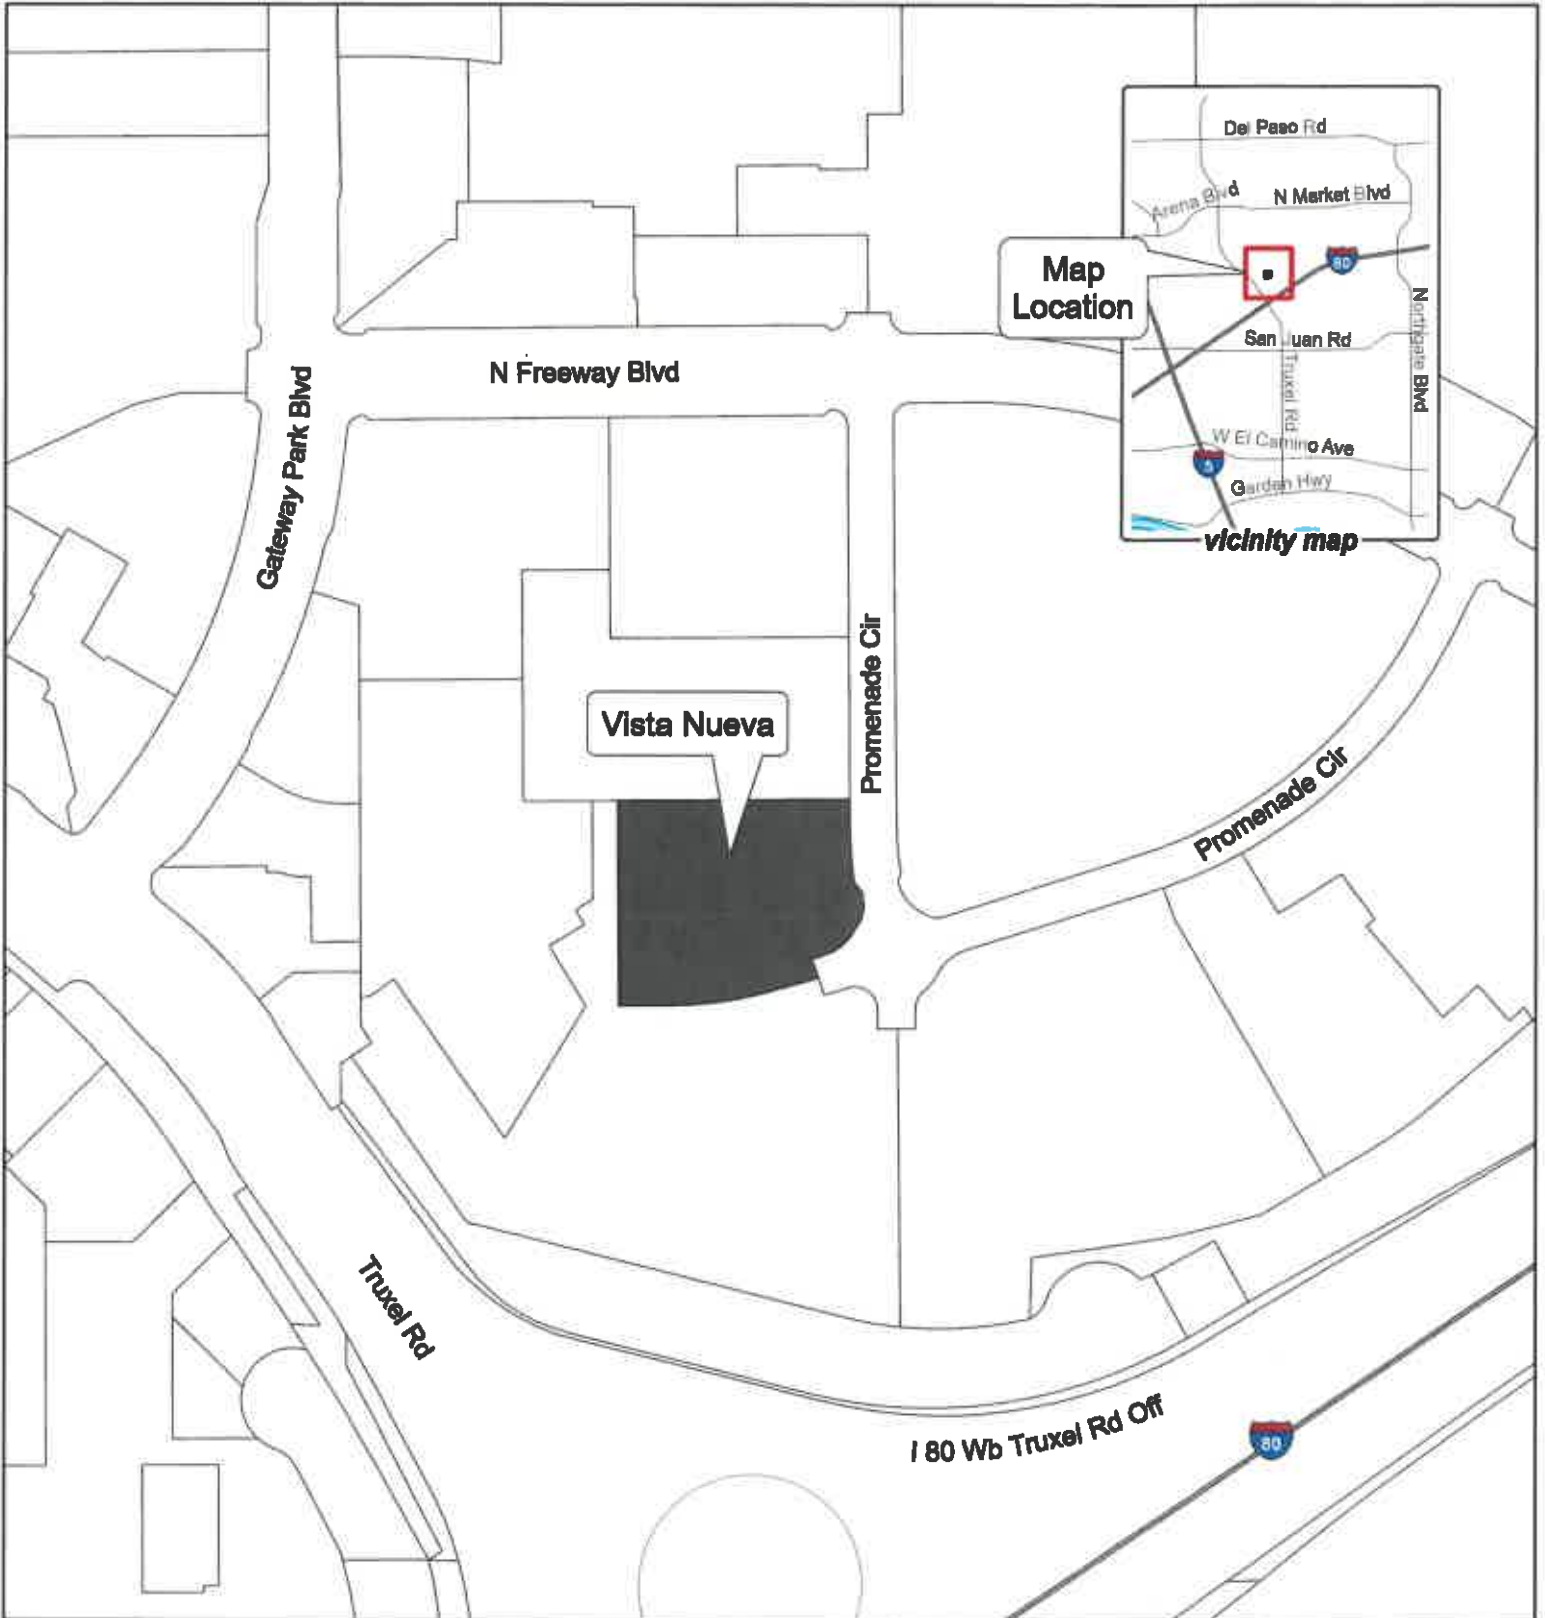 Del Paso Rd
Arena Blvd
N Market Blvd
80
Map
Location
Northgate Blvd
San Juan Rd
Truxel Rd
W El Camino Ave
5
Garden Hwy
vicinity map
N Freeway Blvd
Gateway Park Blvd
Promenade Cir
Vista Nueva
Promenade Cir
Truxel Rd
I 80 Wb Truxel Rd Off
80